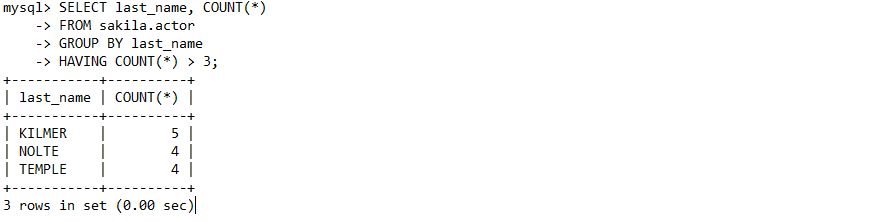 mysql> SELECT last_name, COUNT(*)
    -> FROM sakila.actor
    -> GROUP BY last_name
    -> HAVING COUNT(*) > 3;
+-----------+----------+
| last_name | COUNT(*) |
+-----------+----------+
| KILMER    |        5 |
| NOLTE     |        4 |
| TEMPLE    |        4 |
+-----------+----------+
3 rows in set (0.00 sec)